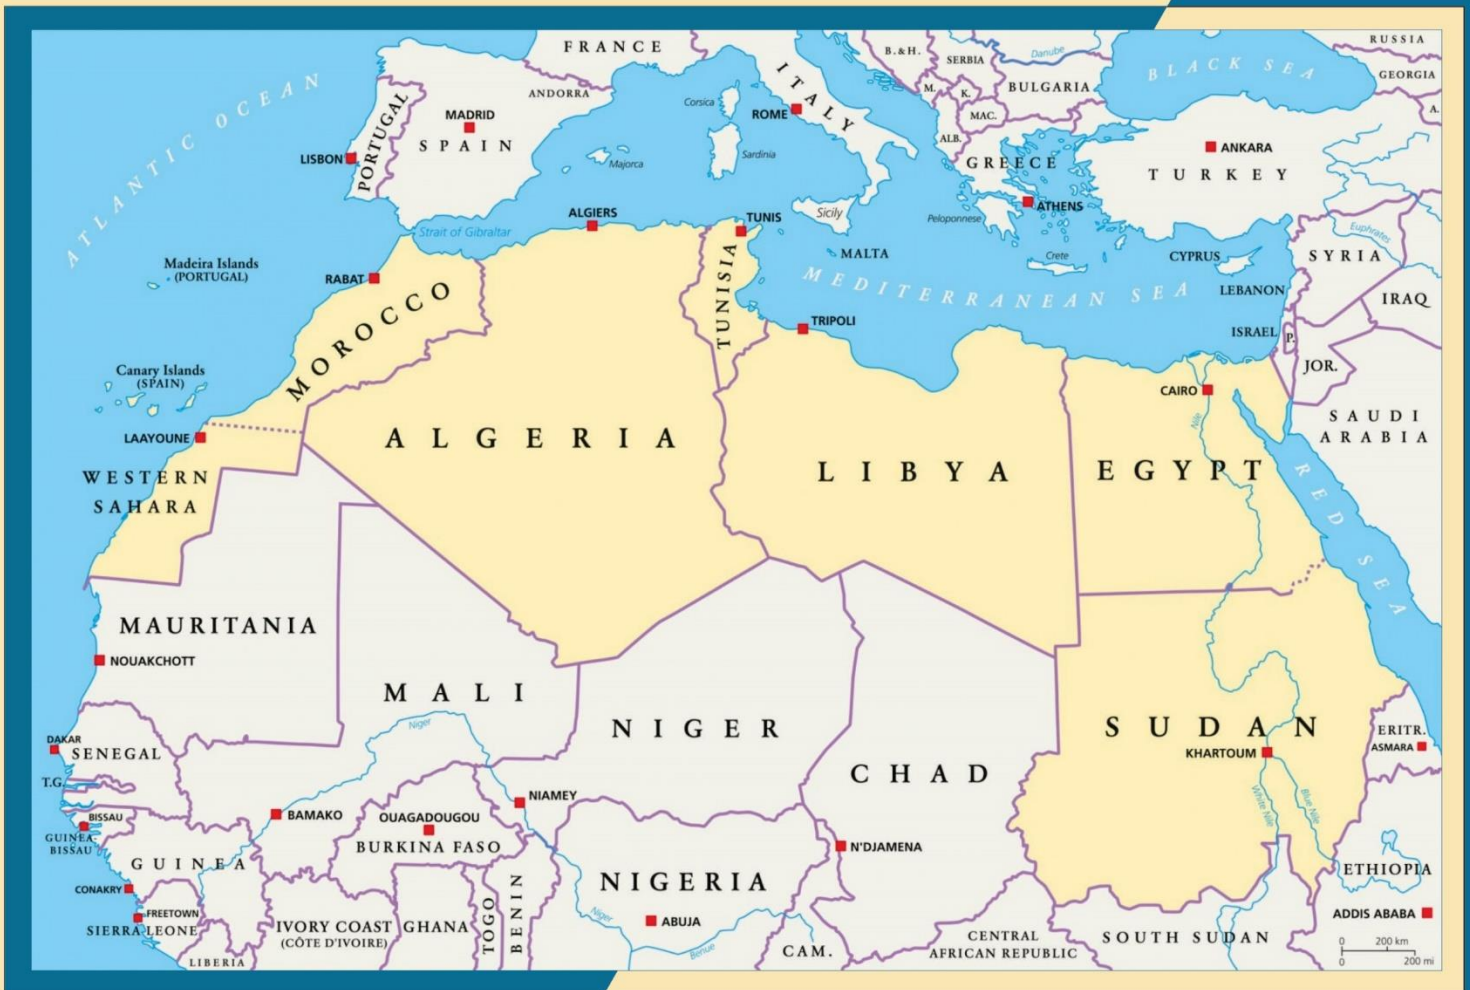 FRANCE
ANDORRA
PORTUGAL
MADRID
SPAIN
LISBON
Corsica
Sardinia
Majorca
ITALY
ROME
Sicily
B.&H.
SERBIA
Danube
M.
K.
BULGARIA
MAC.
ALB.
GREECE
ATHENS
Peloponnese
Crete
BLACK SEA
RUSSIA
GEORGIA
A.
ANKARA
TURKEY
CYPRUS
LEBANON
SYRIA
Euphrates
IRAQ
ISRAEL
P.
JOR.
SAUDI
ARABIA
ATLANTIC OCEAN
Madeira Islands
(PORTUGAL)
Canary Islands
(SPAIN)
Strait of Gibraltar
ALGIERS
TUNIS
MALTA
MEDITERRANEAN SEA
RABAT
MOROCCO
TUNISIA
TRIPOLI
LAAYOUNE
WESTERN
SAHARA
ALGERIA
LIBYA
CAIRO
Nile
EGYPT
RED SEA
MAURITANIA
NOUAKCHOTT
MALI
Niger
NIGER
CHAD
SUDAN
KHARTOUM
White Nile
Blue Nile
ERITR.
ASMARA
DAKAR
SENEGAL
T.G.
BISSAU
GUINEA-
BISSAU
GUINEA
CONAKRY
FREETOWN
SIERRA LEONE
LIBERIA
BAMAKO
OUAGADOUGOU
BURKINA FASO
NIAMEY
IVORY COAST
(CÔTE D'IVOIRE)
GHANA
TOGO
BENIN
NIGERIA
ABUJA
Niger
Benue
N'DJAMENA
CAM.
CENTRAL
AFRICAN REPUBLIC
SOUTH SUDAN
ETHIOPIA
ADDIS ABABA
0 200 km
0 200 mi